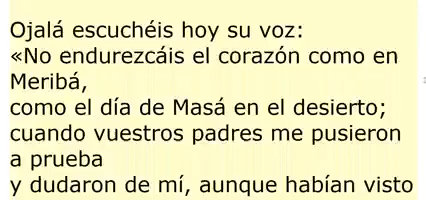 Ojalá escuchéis hoy su voz:
«No endurezcáis el corazón como en
Meribá,
como el día de Masá en el desierto;
cuando vuestros padres me pusieron
a prueba
y dudaron de mí, aunque habían visto